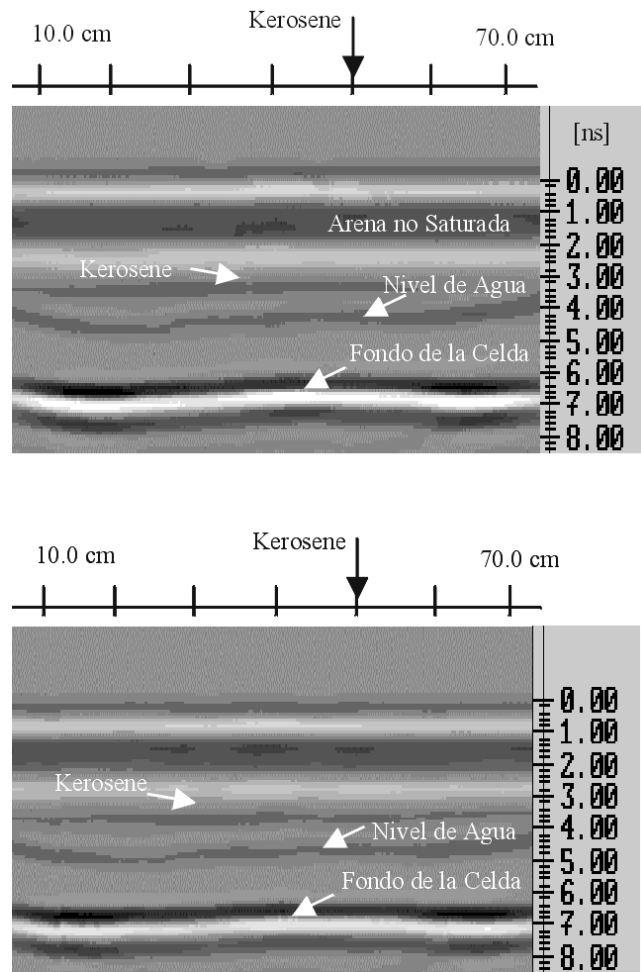 Kerosene
10.0 cm
70.0 cm
[ns]
0.00
1.00
Arena no Saturada
2.00
Kerosene
3.00
Nivel de Agua
4.00
5.00
Fondo de la Celda
6.00
7.00
8.00
Kerosene
10.0 cm
70.0 cm
0.00
1.00
2.00
Kerosene
3.00
4.00
Nivel de Agua
5.00
Fondo de la Celda
6.00
7.00
8.00